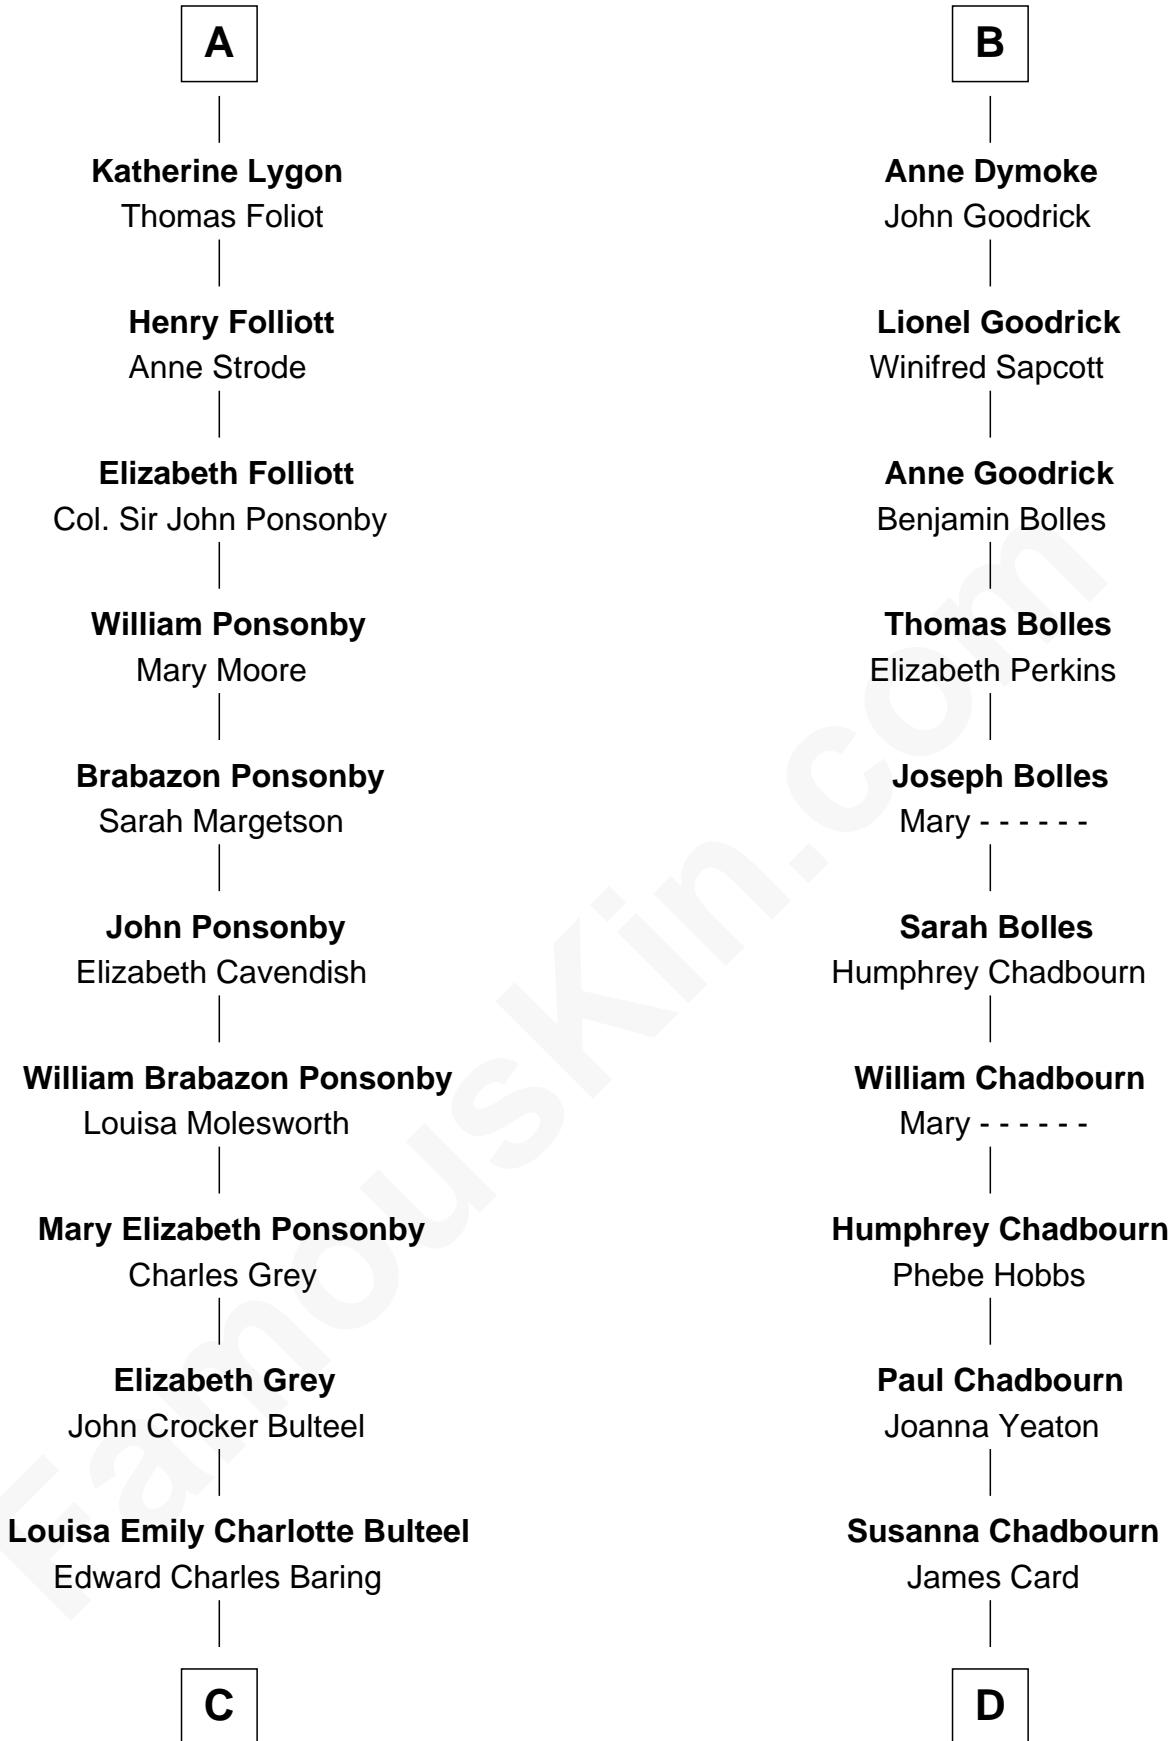 A
Katherine Lygon
Thomas Foliot
Henry Folliott
Anne Strode
Elizabeth Folliott
Col. Sir John Ponsonby
William Ponsonby
Mary Moore
Brabazon Ponsonby
Sarah Margetson
John Ponsonby
Elizabeth Cavendish
William Brabazon Ponsonby
Louisa Molesworth
Mary Elizabeth Ponsonby
Charles Grey
Elizabeth Grey
John Crocker Bulteel
Louisa Emily Charlotte Bulteel
Edward Charles Baring
C
B
Anne Dymoke
John Goodrick
Lionel Goodrick
Winifred Sapcott
Anne Goodrick
Benjamin Bolles
Thomas Bolles
Elizabeth Perkins
Joseph Bolles
Mary - - - - - -
Sarah Bolles
Humphrey Chadbourn
William Chadbourn
Mary - - - - - -
Humphrey Chadbourn
Phebe Hobbs
Paul Chadbourn
Joanna Yeaton
Susanna Chadbourn
James Card
D
FamousKin.com